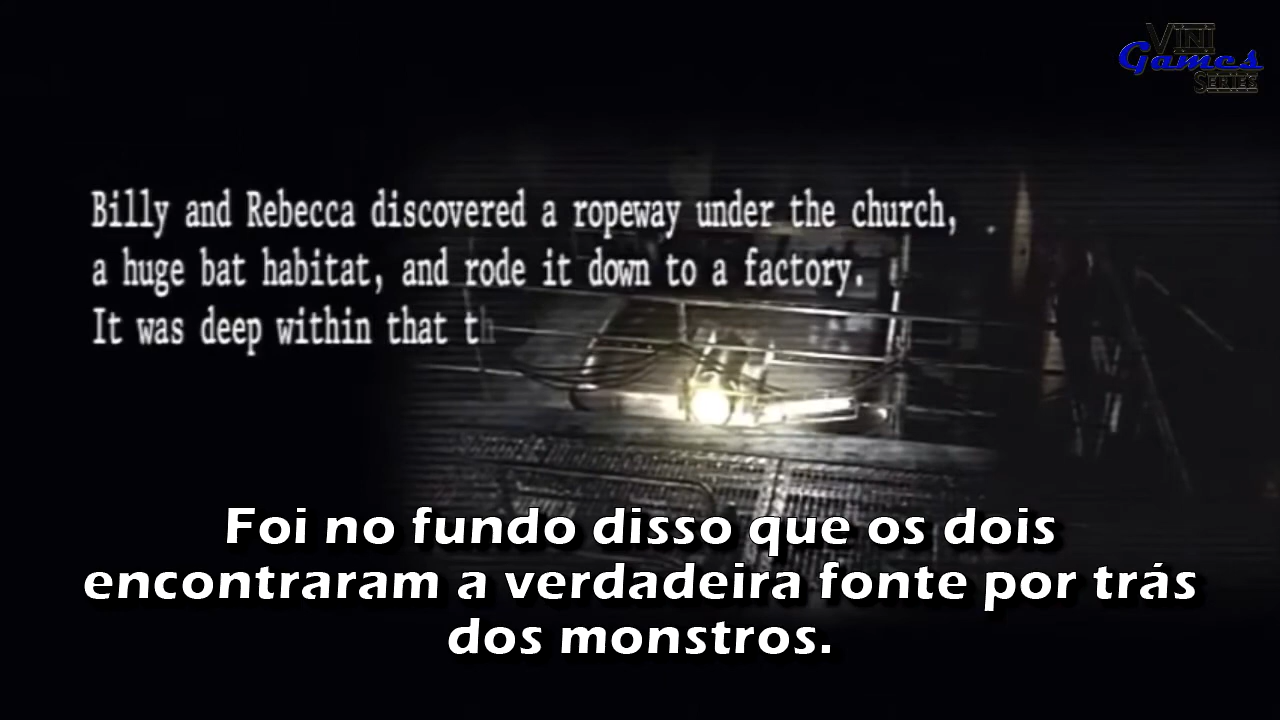 VINI
Games
SERIES
Billy and Rebecca discovered a ropeway under the church,
a huge bat habitat, and rode it down to a factory.
It was deep within that th
Foi no fundo disso que os dois
encontraram a verdadeira fonte por trás
dos monstros.